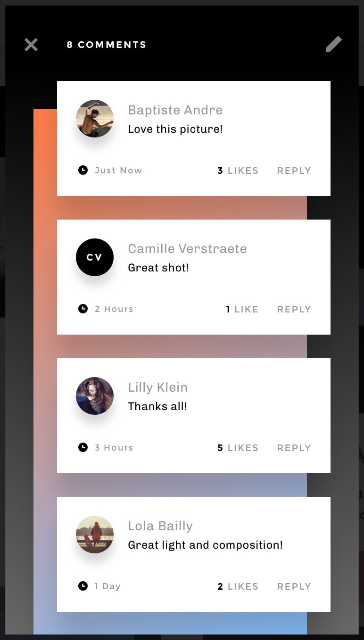 8 COMMENTS
Baptiste Andre
Love this picture!
Just Now 3 LIKES REPLY
CV
Camille Verstraete
Great shot!
2 Hours 1 LIKE REPLY
Lilly Klein
Thanks all!
3 Hours 5 LIKES REPLY
Lola Bailly
Great light and composition!
1 Day 2 LIKES REPLY